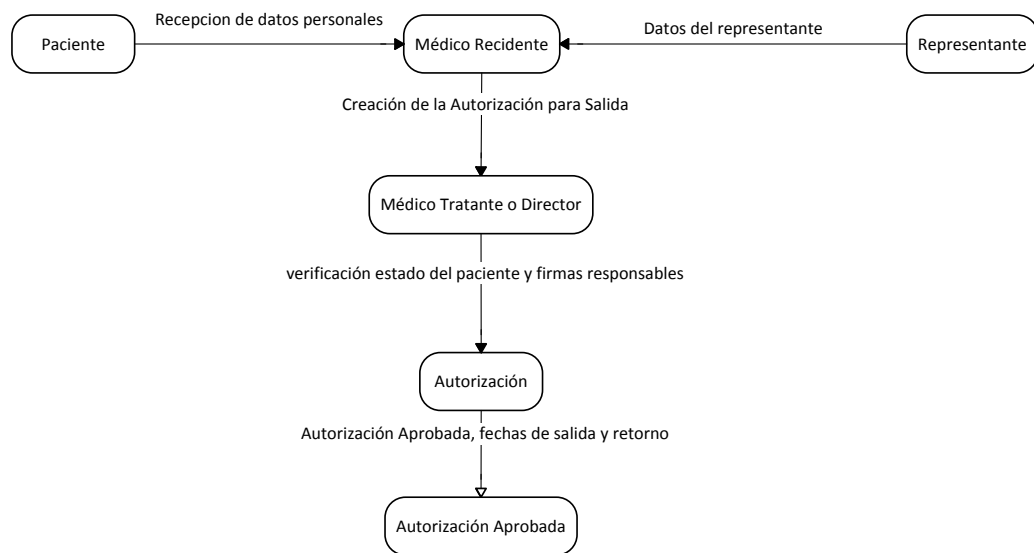 Recepcion de datos personales
Datos del representante
Paciente
Médico Recidente
Representante
Creación de la Autorización para Salida
Médico Tratante o Director
verificación estado del paciente y firmas responsables
Autorización
Autorización Aprobada, fechas de salida y retorno
Autorización Aprobada